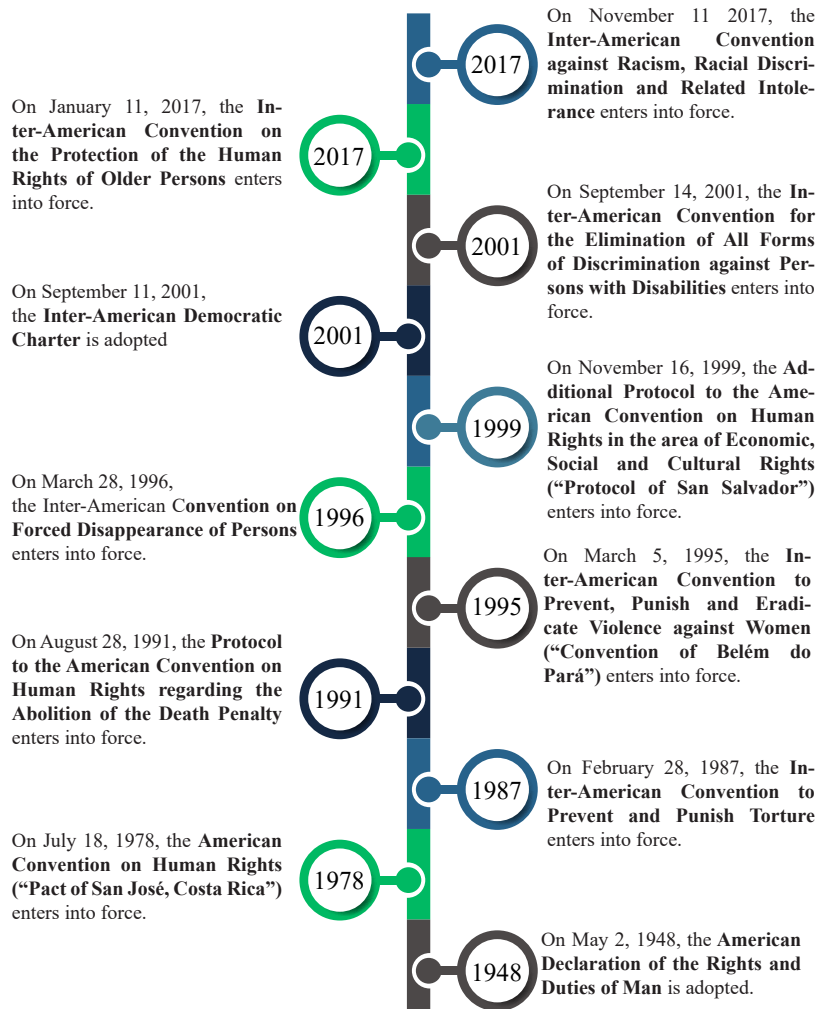 On November 11 2017, the
Inter-American Convention
against Racism, Racial Discri-
mination and Related Intole-
rance enters into force.
2017
On January 11, 2017, the In-
ter-American Convention on
the Protection of the Human
Rights of Older Persons enters
into force.
2017
On September 14, 2001, the In-
ter-American Convention for
the Elimination of All Forms
of Discrimination against Per-
sons with Disabilities enters into
force.
2001
On September 11, 2001,
the Inter-American Democratic
Charter is adopted
2001
On November 16, 1999, the Ad-
ditional Protocol to the Ame-
rican Convention on Human
Rights in the area of Economic,
Social and Cultural Rights
(“Protocol of San Salvador”)
enters into force.
1999
On March 28, 1996,
the Inter-American Convention on
Forced Disappearance of Persons
enters into force.
1996
On March 5, 1995, the In-
ter-American Convention to
Prevent, Punish and Eradi-
cate Violence against Women
(“Convention of Belém do
Pará”) enters into force.
1995
On August 28, 1991, the Protocol
to the American Convention on
Human Rights regarding the
Abolition of the Death Penalty
enters into force.
1991
On February 28, 1987, the In-
ter-American Convention to
Prevent and Punish Torture
enters into force.
1987
On July 18, 1978, the American
Convention on Human Rights
(“Pact of San José, Costa Rica”)
enters into force.
1978
On May 2, 1948, the American
Declaration of the Rights and
Duties of Man is adopted.
1948